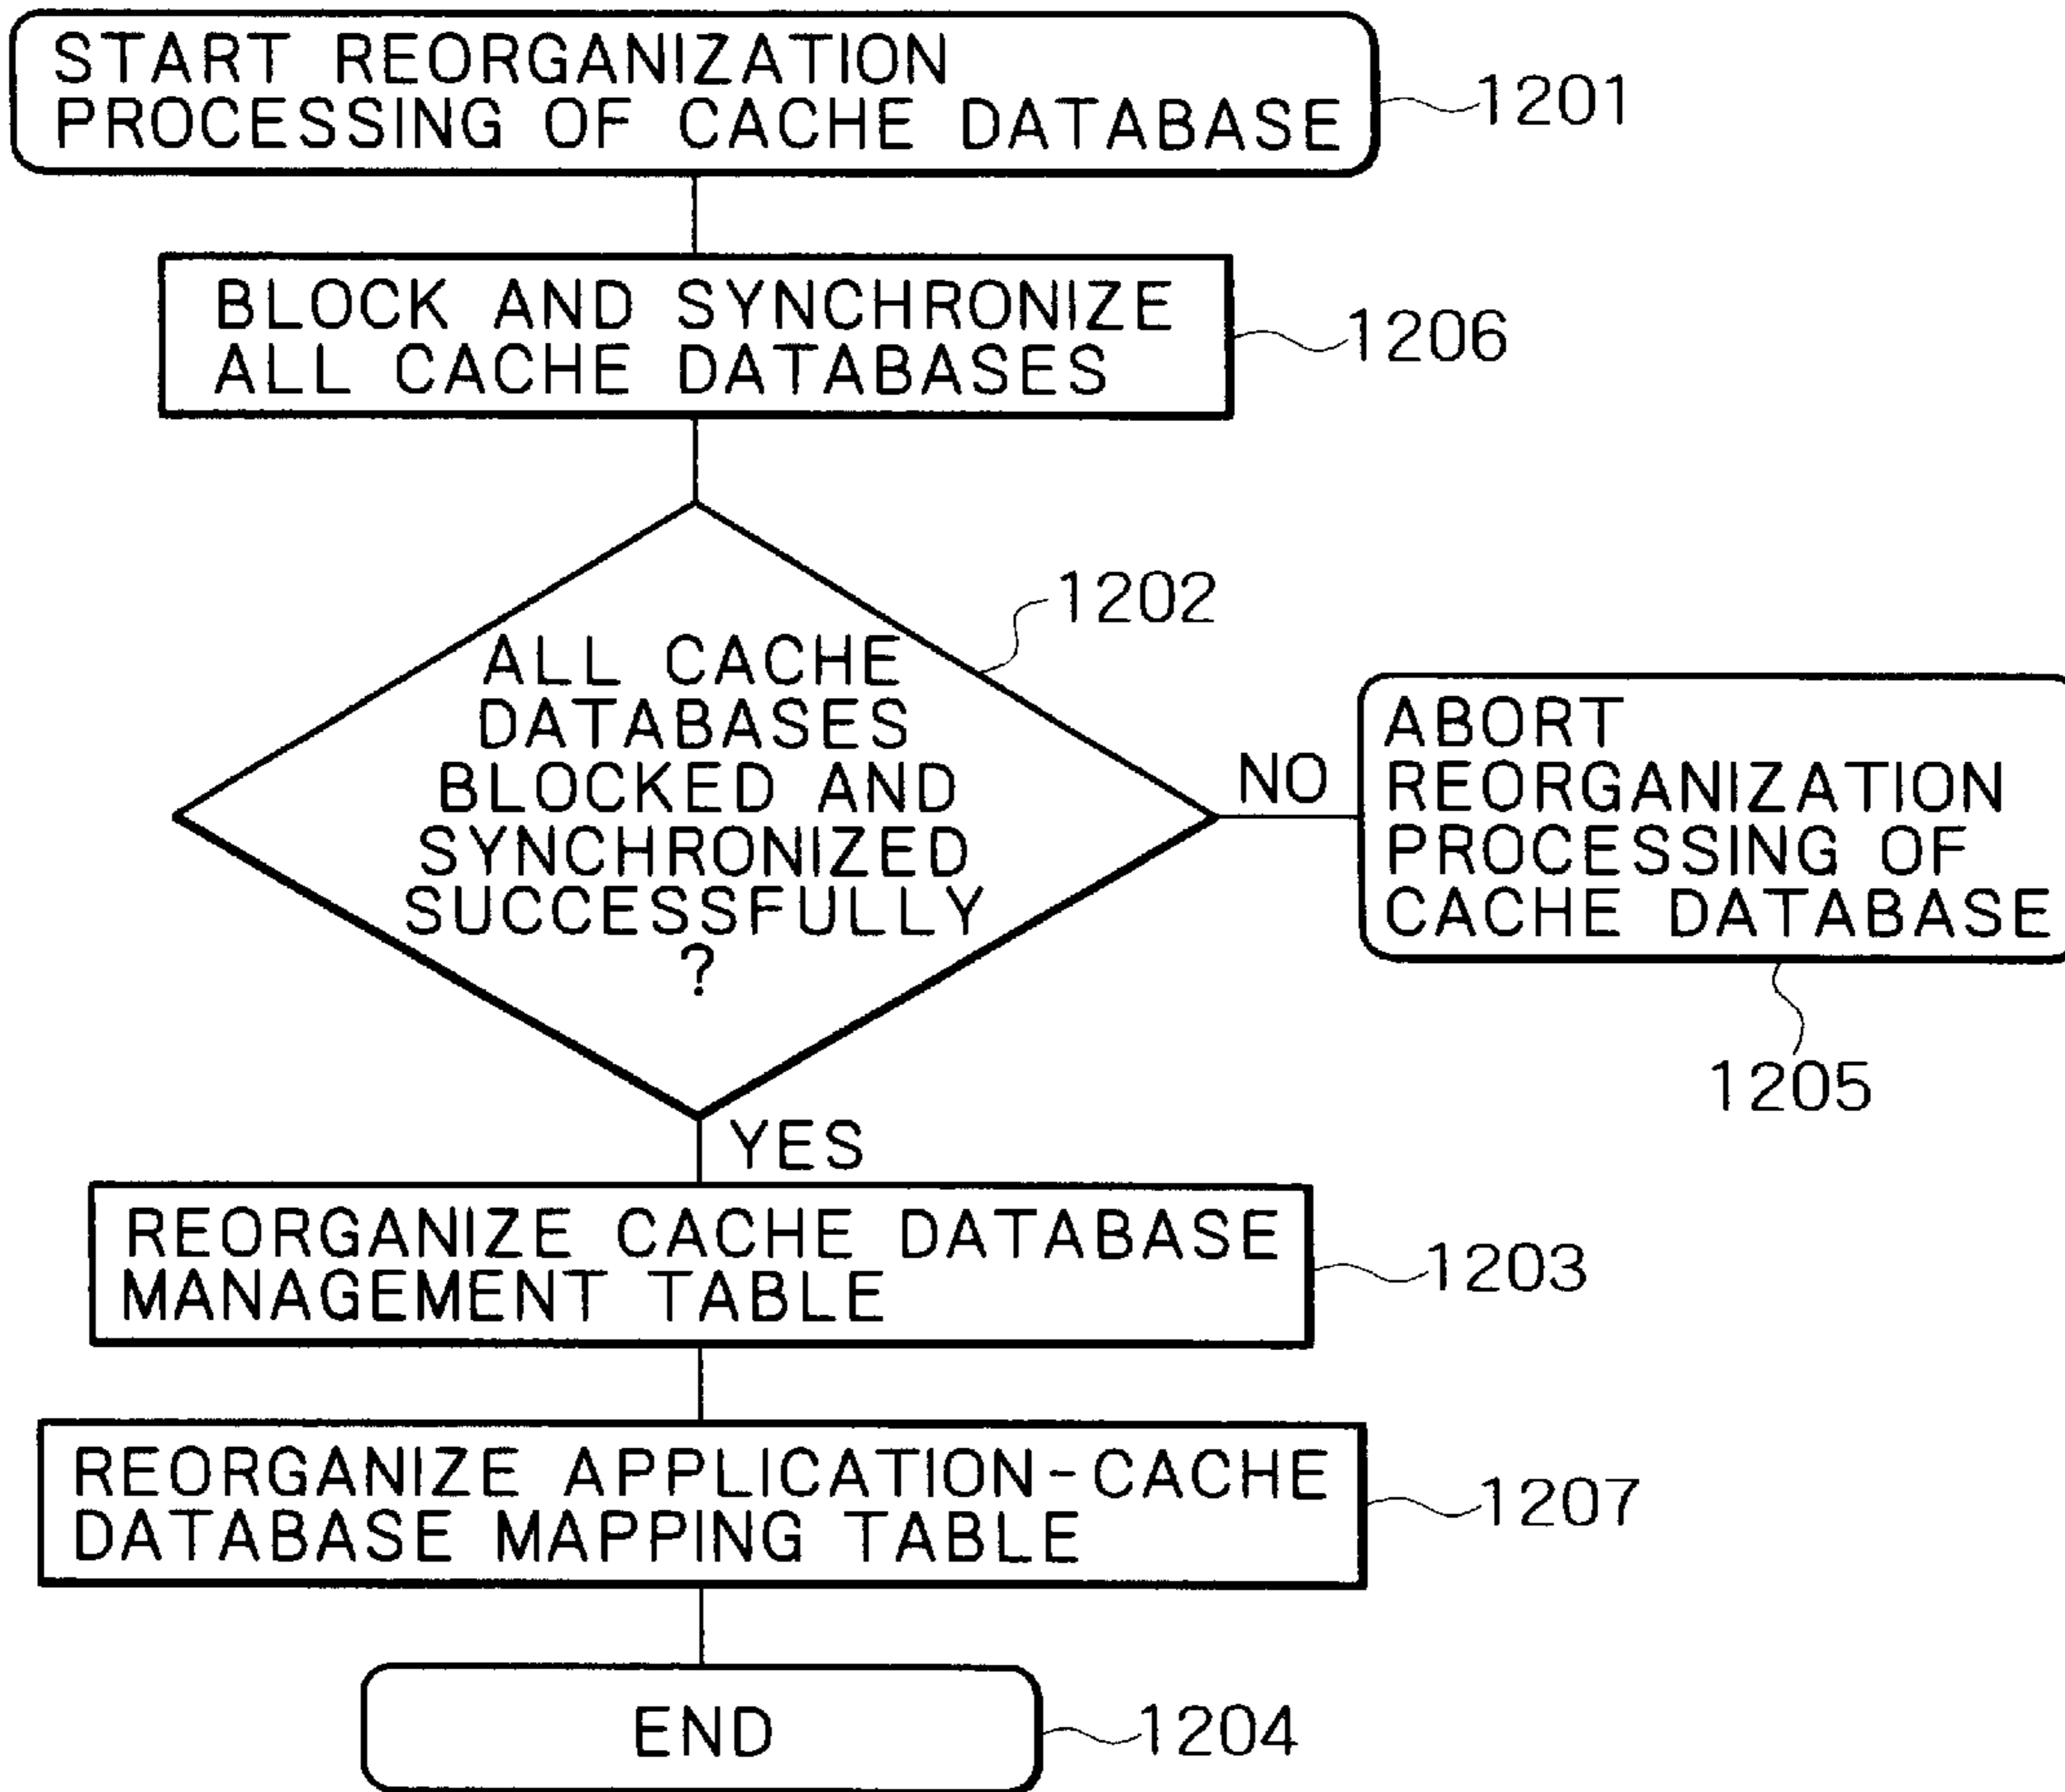 START REORGANIZATION
PROCESSING OF CACHE DATABASE
1201
BLOCK AND SYNCHRONIZE
ALL CACHE DATABASES
1206
1202
ALL CACHE
DATABASES
BLOCKED AND
SYNCHRONIZED
SUCCESSFULLY
?
NO
ABORT
REORGANIZATION
PROCESSING OF
CACHE DATABASE
1205
YES
REORGANIZE CACHE DATABASE
MANAGEMENT TABLE
1203
REORGANIZE APPLICATION-CACHE
DATABASE MAPPING TABLE
1207
END
1204